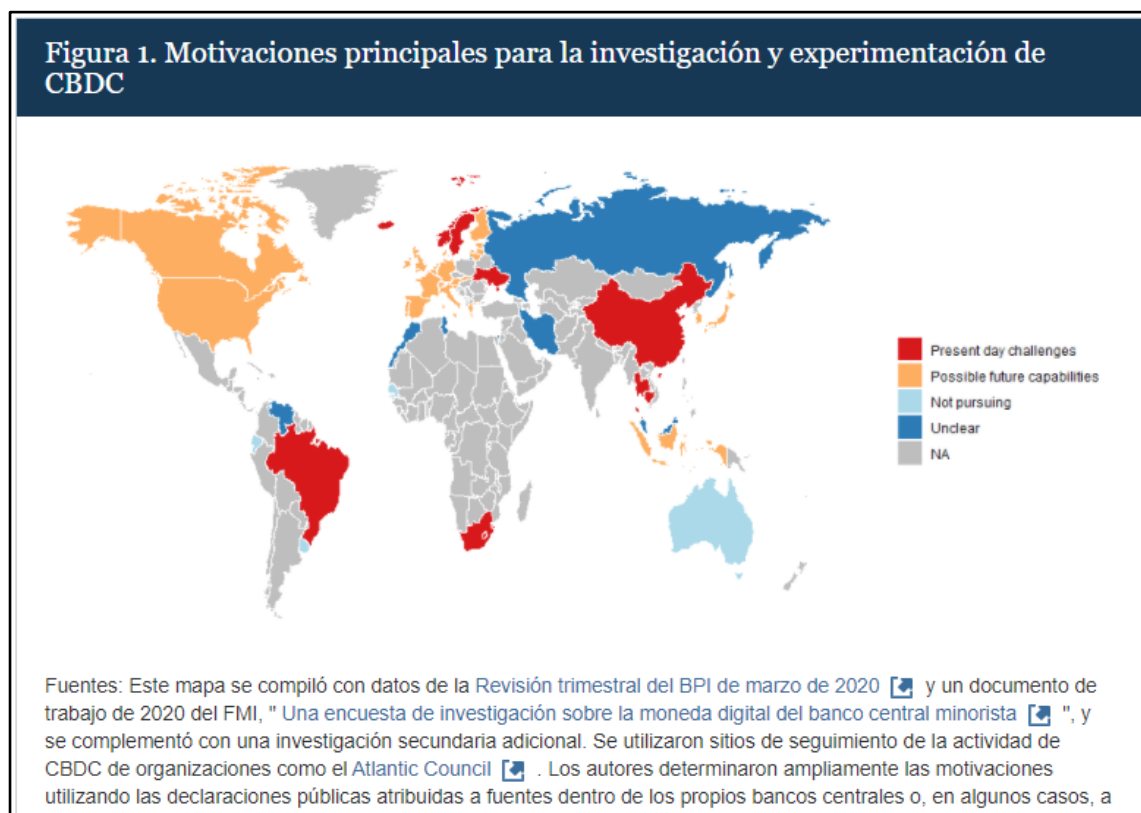 Figura 1. Motivaciones principales para la investigación y experimentación de
CBDC
Present day challenges
Possible future capabilities
Not pursuing
Unclear
NA
Fuentes: Este mapa se compiló con datos de la Revisión trimestral del BPI de marzo de 2020 y un documento de
trabajo de 2020 del FMI, " Una encuesta de investigación sobre la moneda digital del banco central minorista ", y
se complementó con una investigación secundaria adicional. Se utilizaron sitios de seguimiento de la actividad de
CBDC de organizaciones como el Atlantic Council . Los autores determinaron ampliamente las motivaciones
utilizando las declaraciones públicas atribuidas a fuentes dentro de los propios bancos centrales o, en algunos casos, a